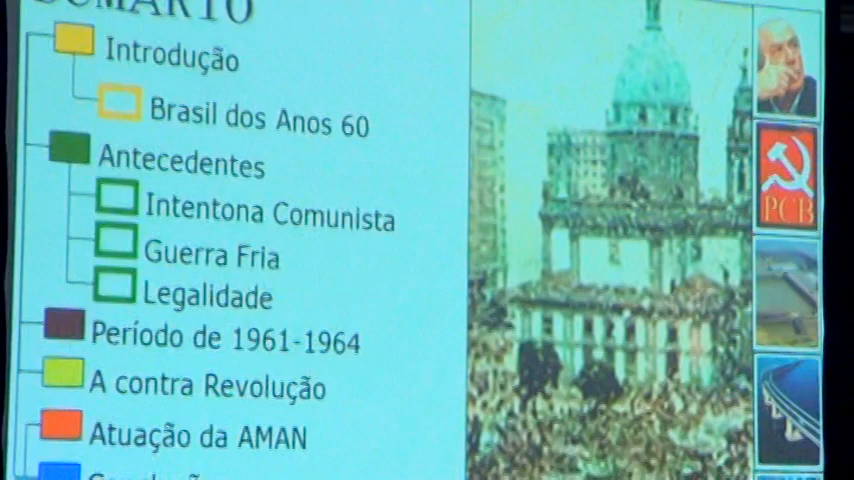 SUMÁRIO
Introdução
Brasil dos Anos 60
Antecedentes
Intentona Comunista
Guerra Fria
Legalidade
Período de 1961-1964
A contra Revolução
Atuação da AMAN
PCB